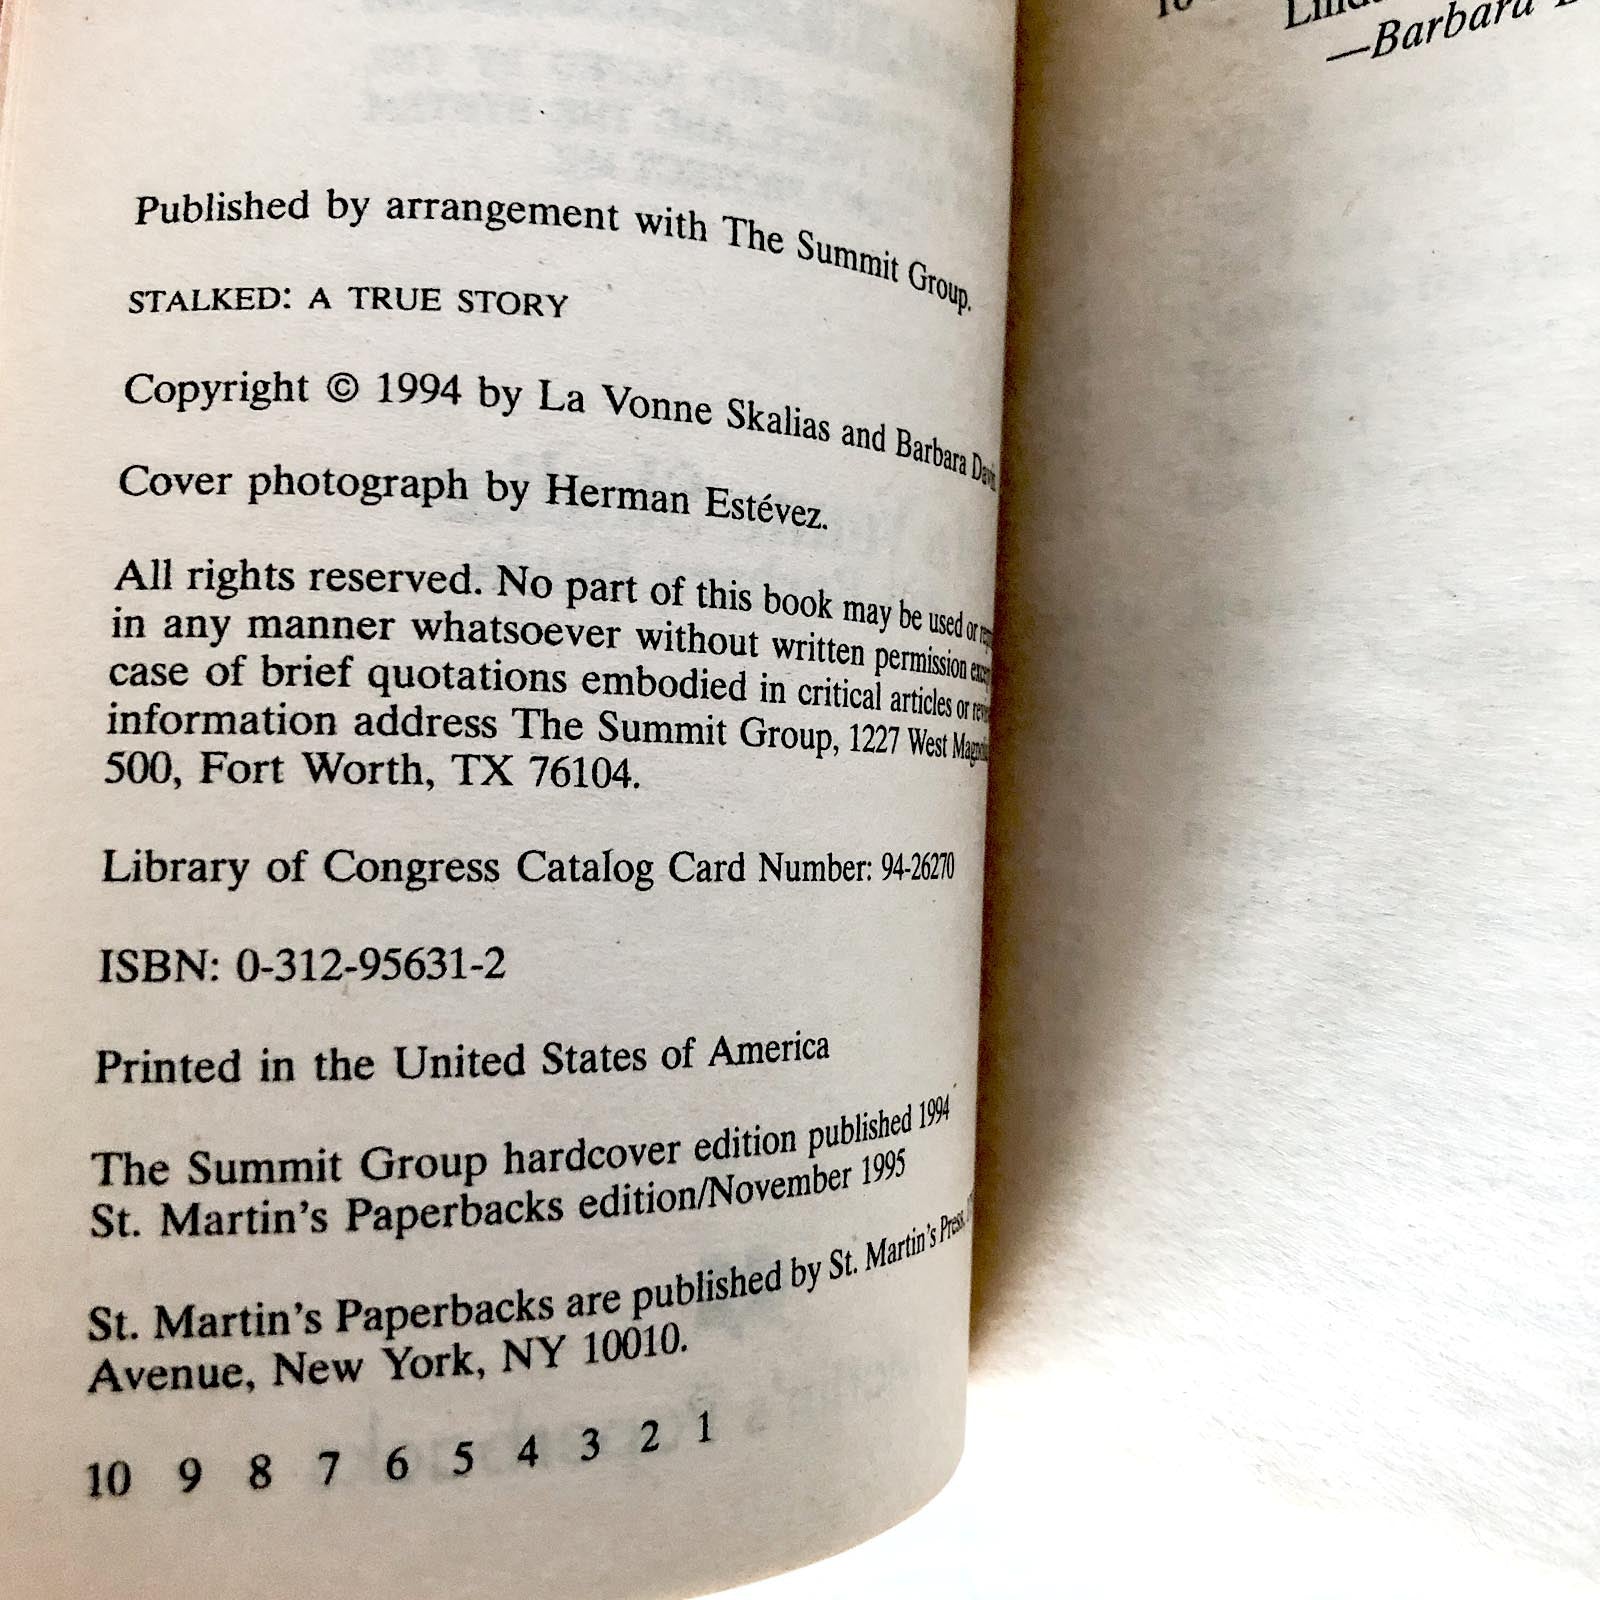 Published by arrangement with The Summit Group.
STALKED: A TRUE STORY
Copyright © 1994 by La Vonne Skalias and Barbara
Cover photograph by Herman Estévez.
All rights reserved. No part of this book may be used or
in any manner whatsoever without written permission
case of brief quotations embodied in critical articles or
information address The Summit Group, 1227 West
500, Fort Worth, TX 76104.
Library of Congress Catalog Card Number: 94-26270
ISBN: 0-312-95631-2
Printed in the United States of America
The Summit Group hardcover edition published 1994
St. Martin's Paperbacks edition/November 1995
St. Martin's Paperbacks are published by St. Martin's Press,
Avenue, New York, NY 10010.
10 9 8 7 6 5 4 3 2 1
—Barbara